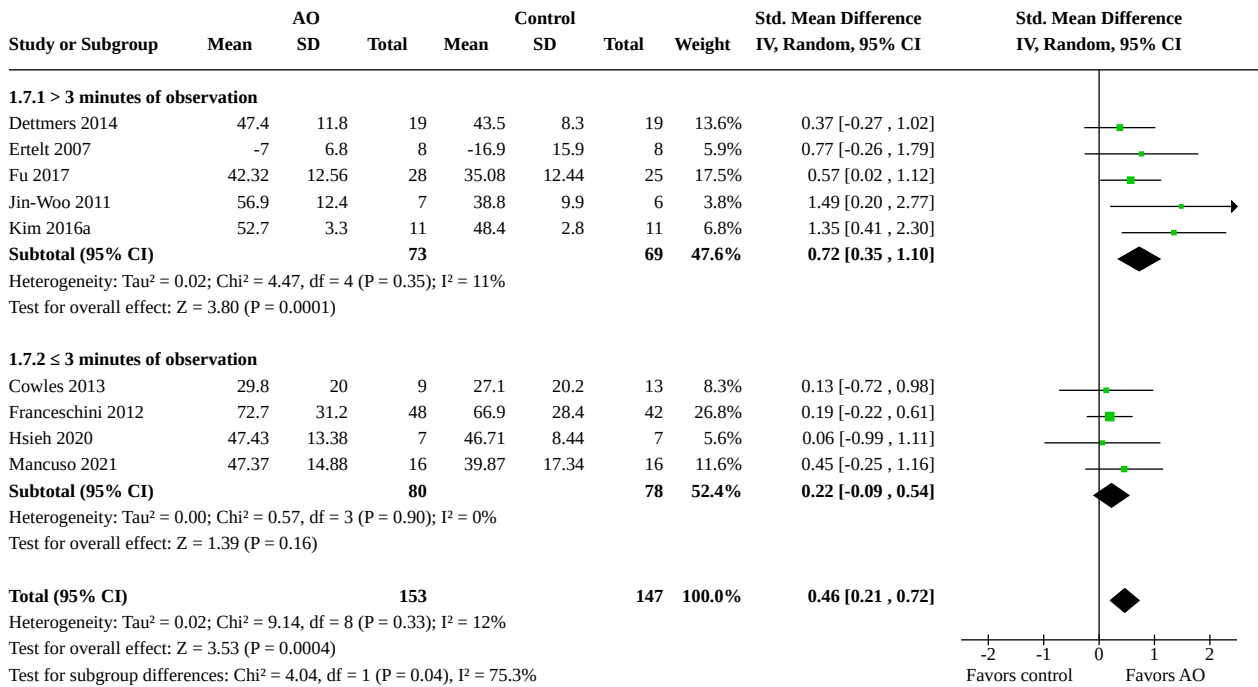 AO Control Std. Mean Difference Std. Mean Difference
Study or Subgroup Mean SD Total Mean SD Total Weight IV, Random, 95% CI IV, Random, 95% CI
1.7.1 > 3 minutes of observation
Dettmers 2014 47.4 11.8 19 43.5 8.3 19 13.6% 0.37 [-0.27 , 1.02]
Ertelt 2007 -7 6.8 8 -16.9 15.9 8 5.9% 0.77 [-0.26 , 1.79]
Fu 2017 42.32 12.56 28 35.08 12.44 25 17.5% 0.57 [0.02 , 1.12]
Jin-Woo 2011 56.9 12.4 7 38.8 9.9 6 3.8% 1.49 [0.20 , 2.77]
Kim 2016a 52.7 3.3 11 48.4 2.8 11 6.8% 1.35 [0.41 , 2.30]
Subtotal (95% CI) 73 69 47.6% 0.72 [0.35 , 1.10]
Heterogeneity: Tau² = 0.02; Chi² = 4.47, df = 4 (P = 0.35); I² = 11%
Test for overall effect: Z = 3.80 (P = 0.0001)
1.7.2 ≤ 3 minutes of observation
Cowles 2013 29.8 20 9 27.1 20.2 13 8.3% 0.13 [-0.72 , 0.98]
Franceschini 2012 72.7 31.2 48 66.9 28.4 42 26.8% 0.19 [-0.22 , 0.61]
Hsieh 2020 47.43 13.38 7 46.71 8.44 7 5.6% 0.06 [-0.99 , 1.11]
Mancuso 2021 47.37 14.88 16 39.87 17.34 16 11.6% 0.45 [-0.25 , 1.16]
Subtotal (95% CI) 80 78 52.4% 0.22 [-0.09 , 0.54]
Heterogeneity: Tau² = 0.00; Chi² = 0.57, df = 3 (P = 0.90); I² = 0%
Test for overall effect: Z = 1.39 (P = 0.16)
Total (95% CI) 153 147 100.0% 0.46 [0.21 , 0.72]
Heterogeneity: Tau² = 0.02; Chi² = 9.14, df = 8 (P = 0.33); I² = 12%
Test for overall effect: Z = 3.53 (P = 0.0004)
Test for subgroup differences: Chi² = 4.04, df = 1 (P = 0.04), I² = 75.3%
-2 -1 0 1 2
Favors control Favors AO